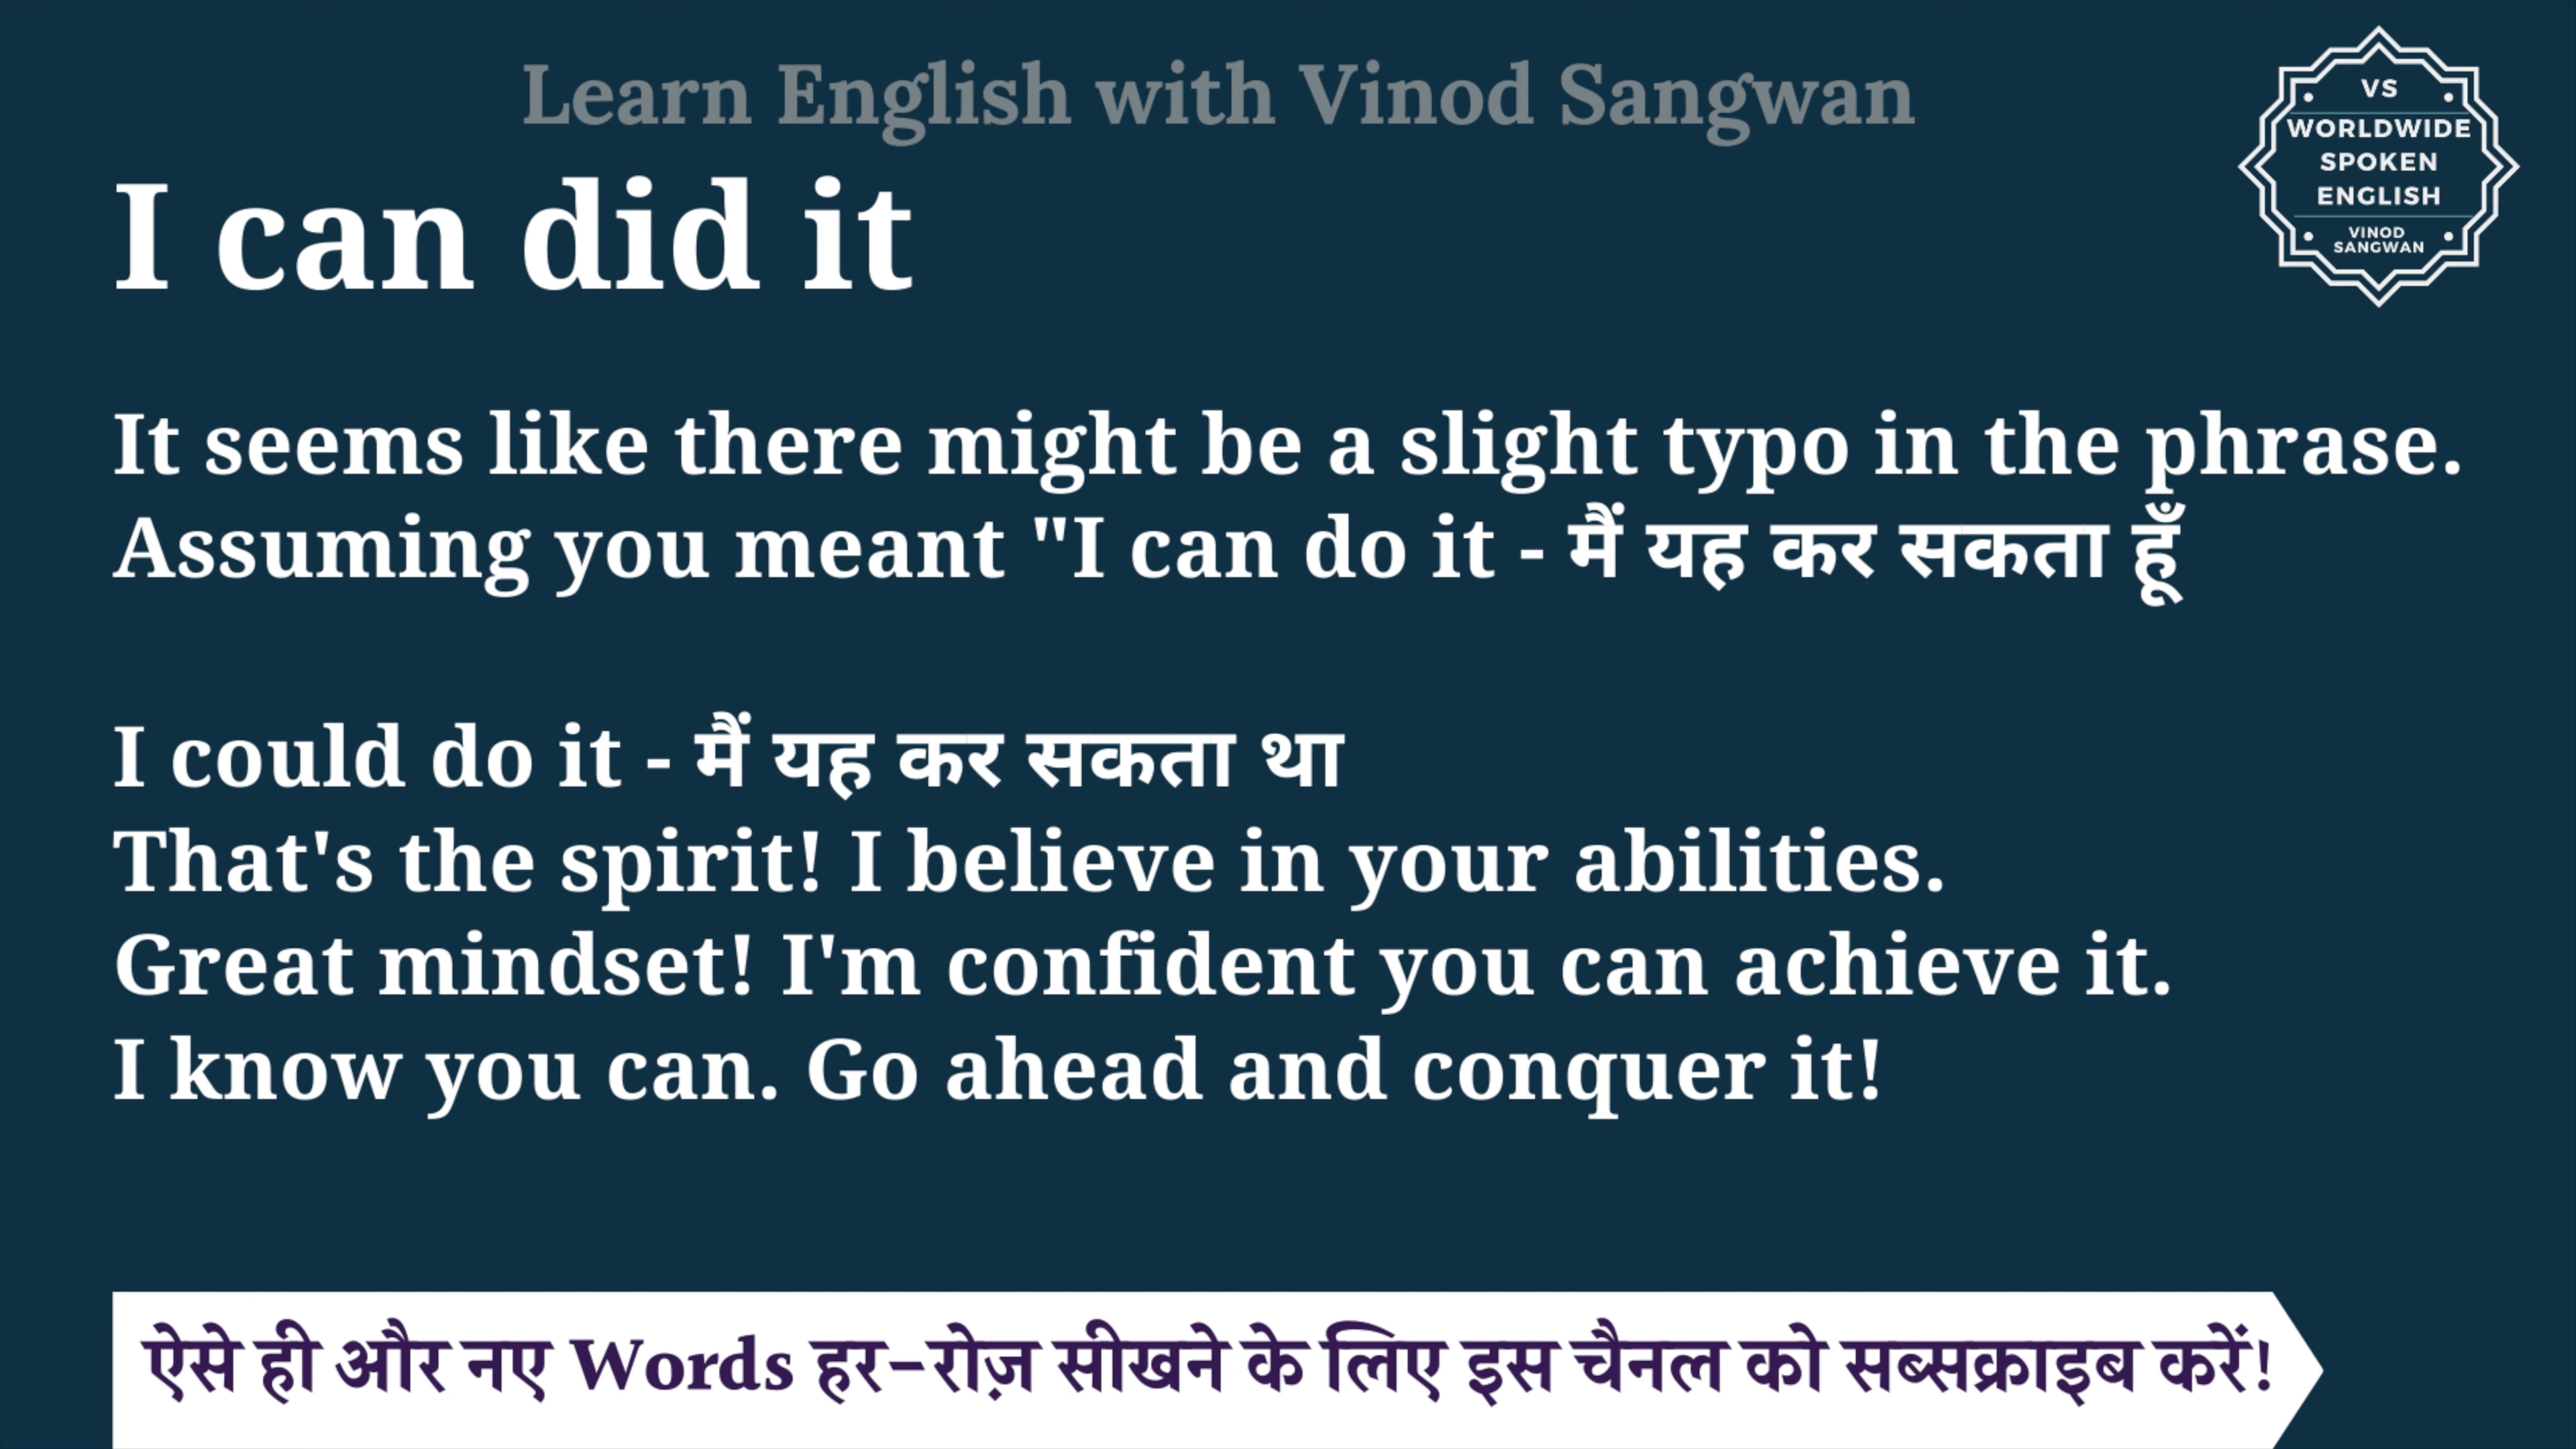 Learn English with Vinod Sangwan
VS
WORLDWIDE
SPOKEN
ENGLISH
VINOD
SANGWAN
I can did it
It seems like there might be a slight typo in the phrase.
Assuming you meant "I can do it - मैं यह कर सकता हूँ
I could do it - मैं यह कर सकता था
That's the spirit! I believe in your abilities.
Great mindset! I'm confident you can achieve it.
I know you can. Go ahead and conquer it!
ऐसे ही और नए Words हर-रोज़ सीखने के लिए इस चैनल को सब्सक्राइब करें!